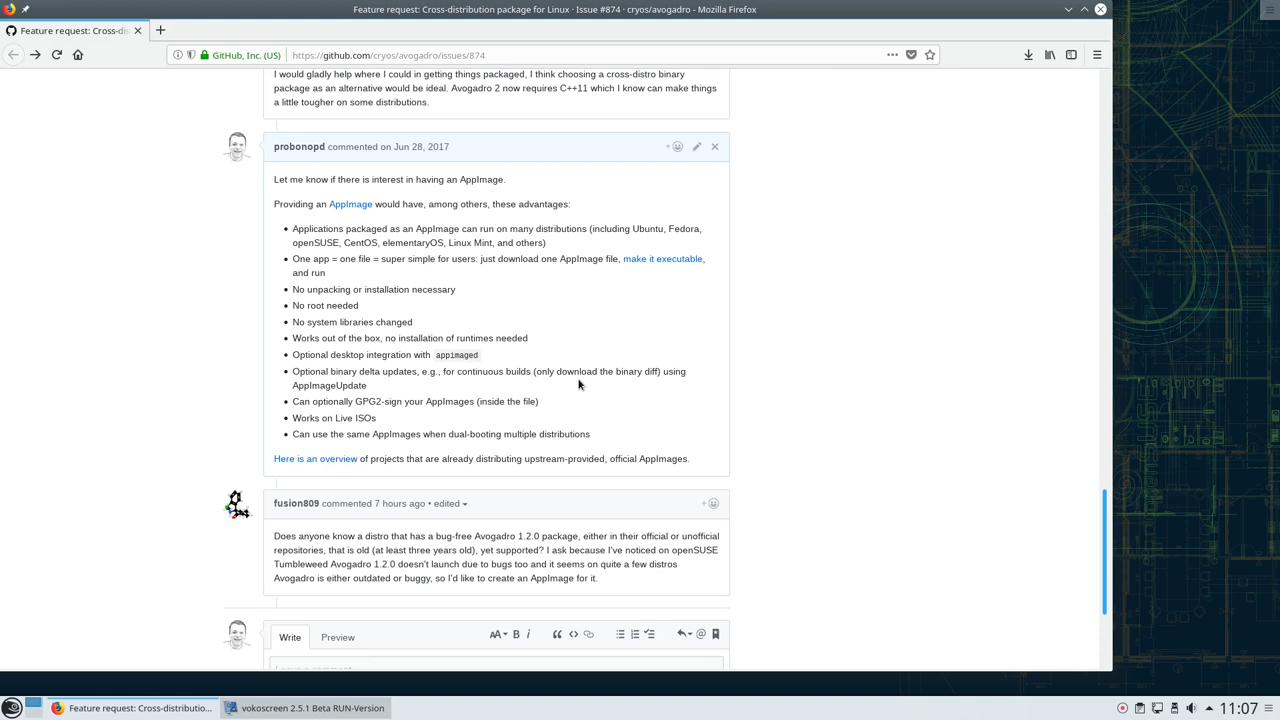 Feature request: Cross-distribution package for Linux · Issue #874 · cryos/avogadro - Mozilla Firefox
Feature request: Cross-dis
GitHub, Inc. (US)
https://github.com/cryos/avogadro/issues/874
I would gladly help where I could in getting things packaged, I think choosing a cross-distro binary
package as an alternative would be ideal. Avogadro 2 now requires C++11 which I know can make things
a little tougher on some distributions.
probonopd commented on Jun 28, 2017
Let me know if there is interest in having an AppImage.
Providing an AppImage would have, among others, these advantages:
• Applications packaged as an AppImage can run on many distributions (including Ubuntu, Fedora,
openSUSE, CentOS, elementaryOS, Linux Mint, and others)
• One app = one file = super simple for users: just download one AppImage file, make it executable,
and run
• No unpacking or installation necessary
• No root needed
• No system libraries changed
• Works out of the box, no installation of runtimes needed
• Optional desktop integration with appimaged
• Optional binary delta updates, e.g., for continuous builds (only download the binary diff) using
AppImageUpdate
• Can optionally GPG2-sign your AppImages (inside the file)
• Works on Live ISOs
• Can use the same AppImages when dual-booting multiple distributions
Here is an overview of projects that are already distributing upstream-provided, official AppImages.
fusion809 commented 7 hours ago • edited
Does anyone know a distro that has a bug-free Avogadro 1.2.0 package, either in their official or unofficial
repositories, that is old (at least three years old), yet supported? I ask because I've noticed on openSUSE
Tumbleweed Avogadro 1.2.0 doesn't launch due to bugs too and it seems on quite a few distros
Avogadro is either outdated or buggy, so I'd like to create an AppImage for it.
Write
Preview
AA B i
Leave a comment
Feature request: Cross-distributio...
vokoscreen 2.5.1 Beta RUN-Version
11:07